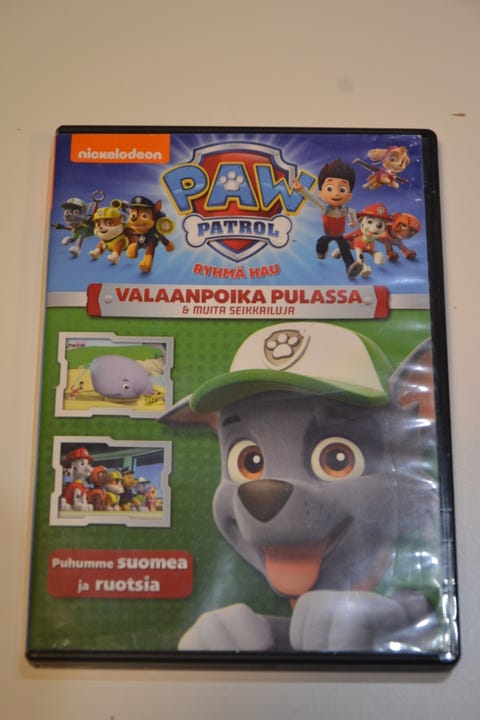 nickelodeon
PAW
PATROL
RYHMÄ HAU
VALAANPOIKA PULASSA
& MUITA SEIKKAILUJA
Puhumme suomea
ja ruotsia